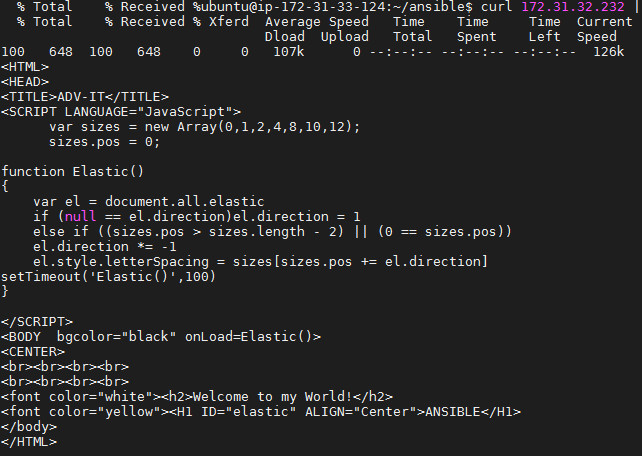 % Total    % Received %ubuntu@ip-172-31-33-124:~/ansible$ curl 172.31.32.232 |
  % Total    % Received % Xferd  Average Speed   Time    Time     Time  Current
                                 Dload  Upload   Total   Spent    Left  Speed
100   648  100   648    0     0   107k      0 --:--:-- --:--:-- --:--:--  126k
<HTML>
<HEAD>
<TITLE>ADV-IT</TITLE>
<SCRIPT LANGUAGE="JavaScript">
      var sizes = new Array(0,1,2,4,8,10,12);
      sizes.pos = 0;

function Elastic()
{
    var el = document.all.elastic
    if (null == el.direction)el.direction = 1
    else if ((sizes.pos > sizes.length - 2) || (0 == sizes.pos))
    el.direction *= -1
    el.style.letterSpacing = sizes[sizes.pos += el.direction]
setTimeout('Elastic()',100)
}

</SCRIPT>
<BODY  bgcolor="black" onLoad=Elastic()>
<CENTER>
<br><br><br><br>
<br><br><br><br>
<font color="white"><h2>Welcome to my World!</h2>
<font color="yellow"><H1 ID="elastic" ALIGN="Center">ANSIBLE</H1>
</body>
</HTML>